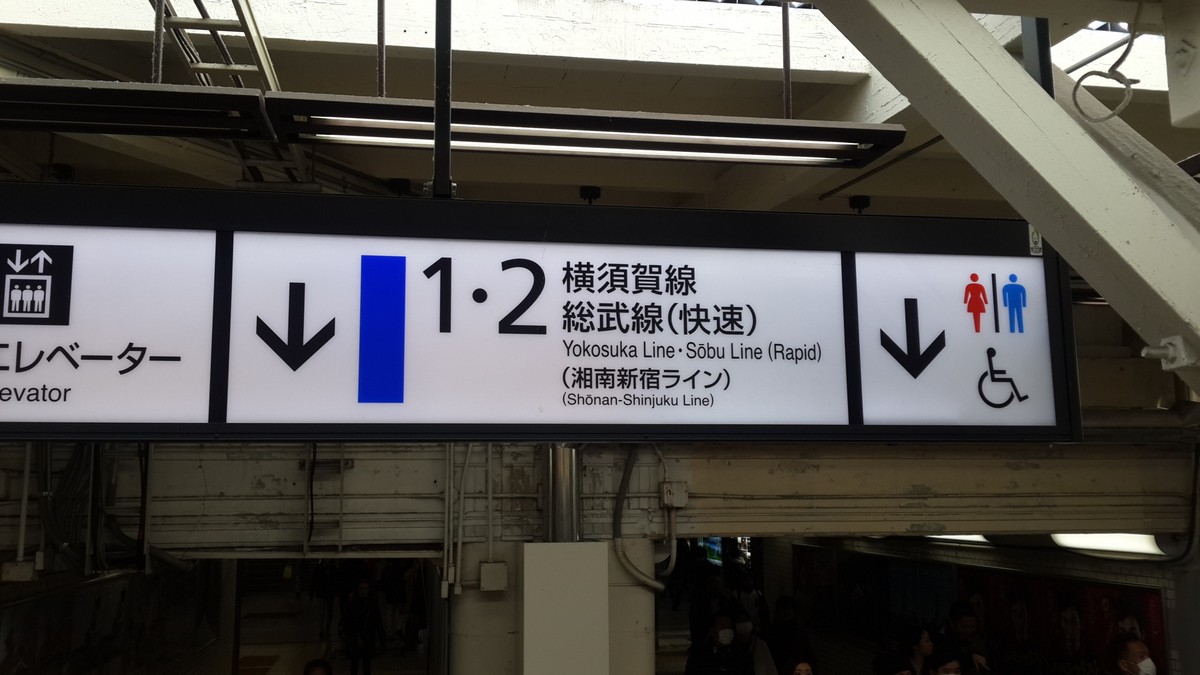 エレベーター
evator
1・2
横須賀線
総武線(快速)
Yokosuka Line・Sōbu Line (Rapid)
(湘南新宿ライン)
(Shōnan-Shinjuku Line)